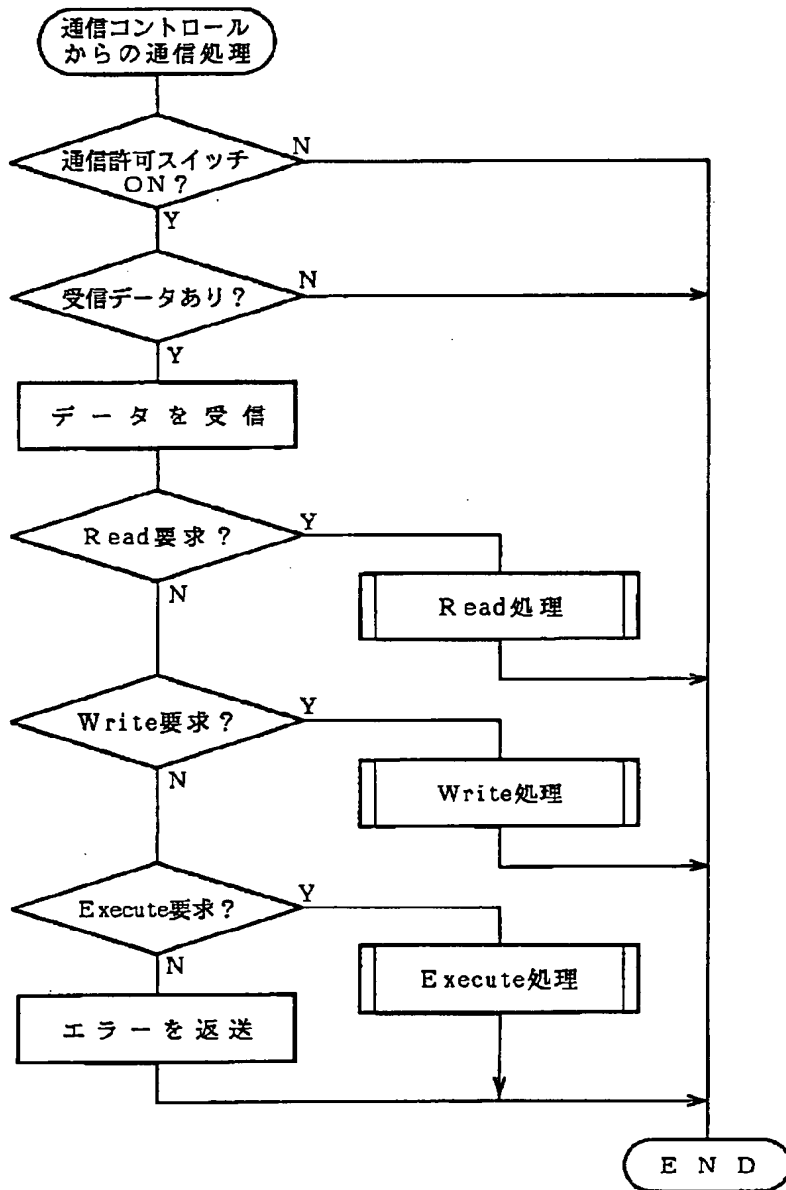 通信コントロール
からの通信処理
通信許可スイッチ
ON?
N
Y
受信データあり?
N
Y
データを受信
Read要求?
Y
N
Read処理
Write要求?
Y
N
Write処理
Execute要求?
Y
N
Execute処理
エラーを返送
END